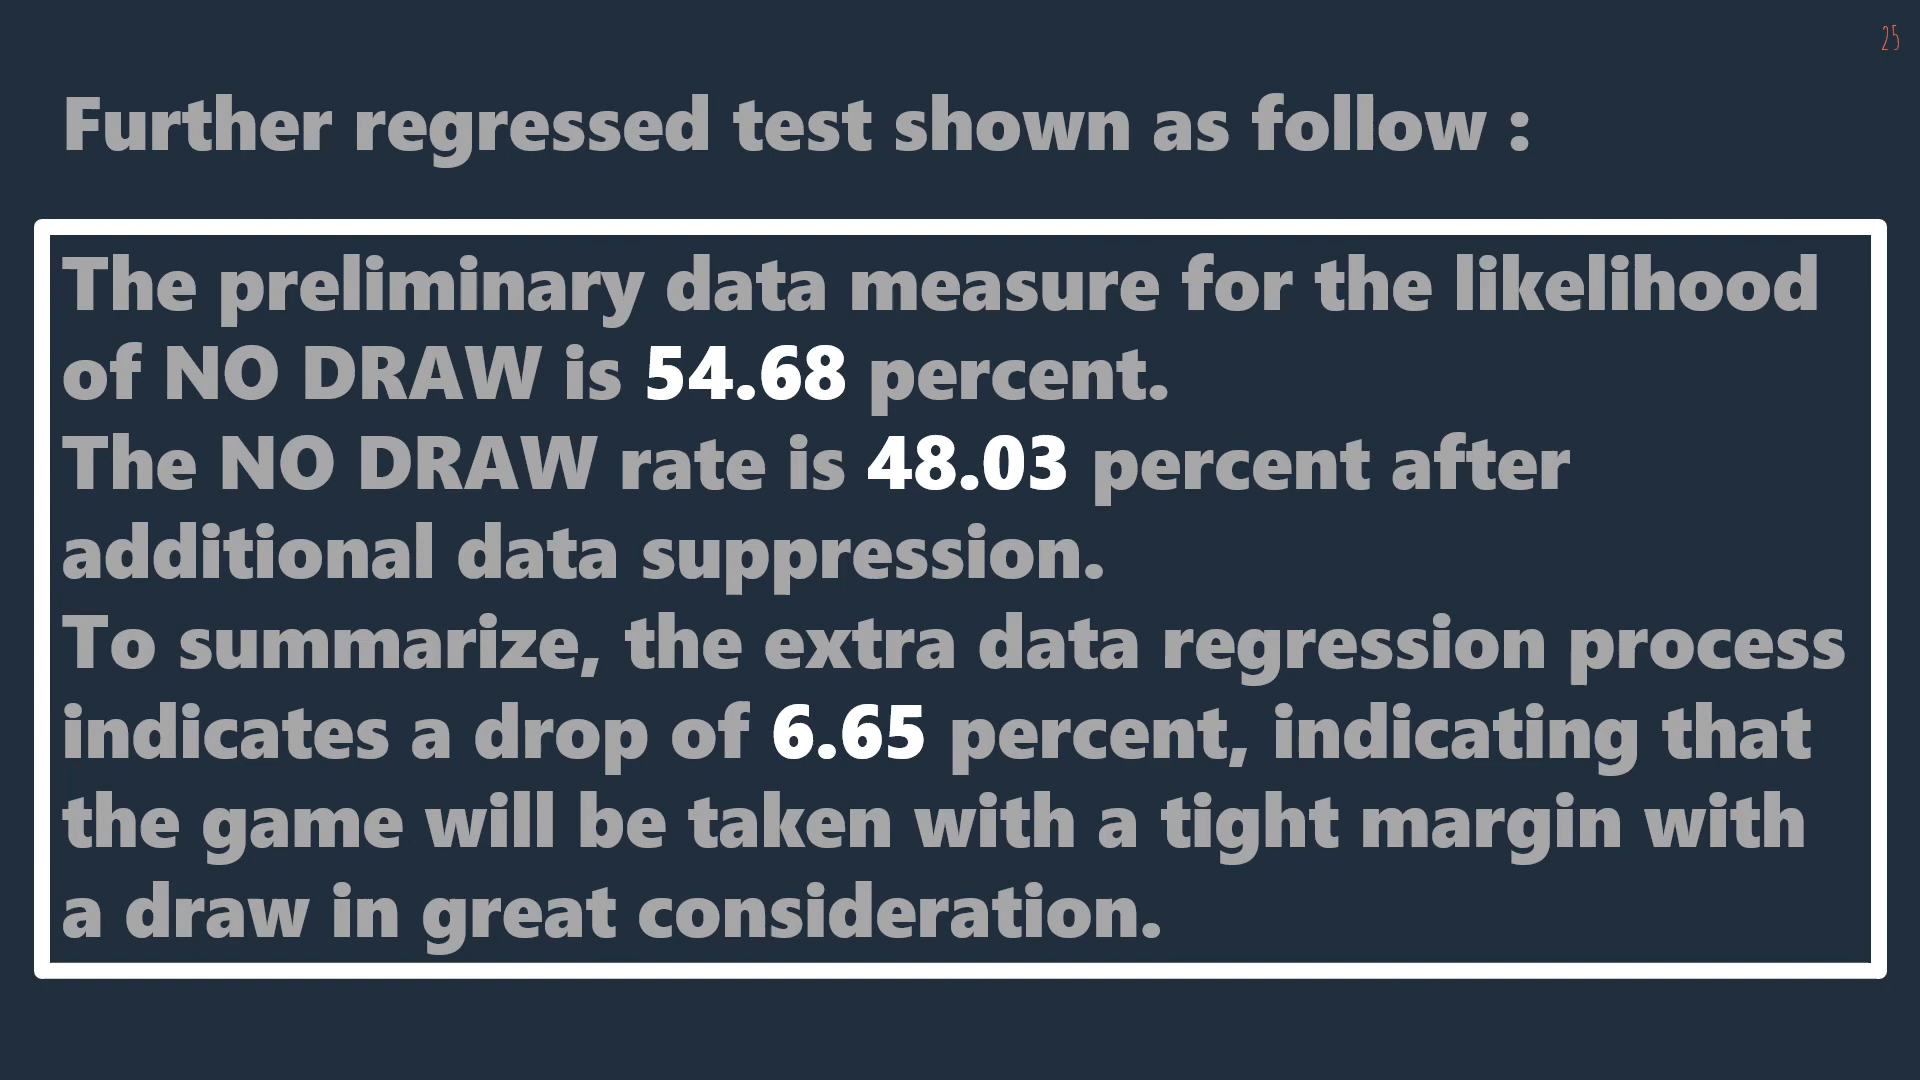 25
Further regressed test shown as follow :
The preliminary data measure for the likelihood
of NO DRAW is 54.68 percent.
The NO DRAW rate is 48.03 percent after
additional data suppression.
To summarize, the extra data regression process
indicates a drop of 6.65 percent, indicating that
the game will be taken with a tight margin with
a draw in great consideration.